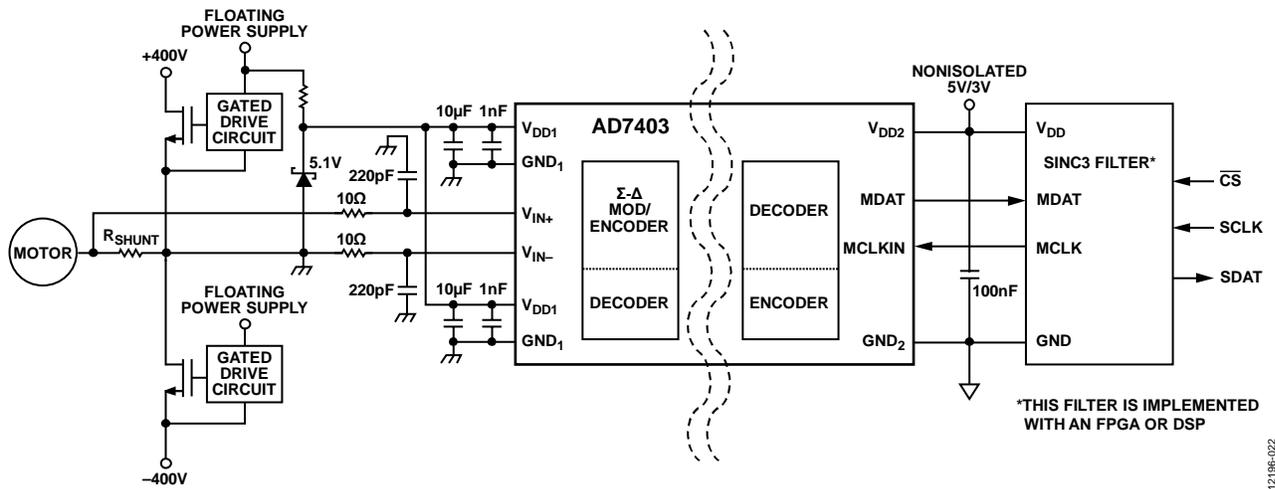 FLOATING
POWER SUPPLY
+400V
GATED
DRIVE
CIRCUIT
5.1V
220pF
10Ω
10Ω
220pF
MOTOR
RSHUNT
FLOATING
POWER SUPPLY
GATED
DRIVE
CIRCUIT
–400V
10µF
1nF
10µF
1nF
AD7403
VDD1
GND1
VIN+
VIN–
VDD1
GND1
Σ-Δ
MOD/
ENCODER
DECODER
DECODER
ENCODER
VDD2
MDAT
MCLKIN
GND2
NONISOLATED
5V/3V
100nF
VDD
SINC3 FILTER*
MDAT
MCLK
GND
CS
SCLK
SDAT
*THIS FILTER IS IMPLEMENTED
WITH AN FPGA OR DSP
12196-022